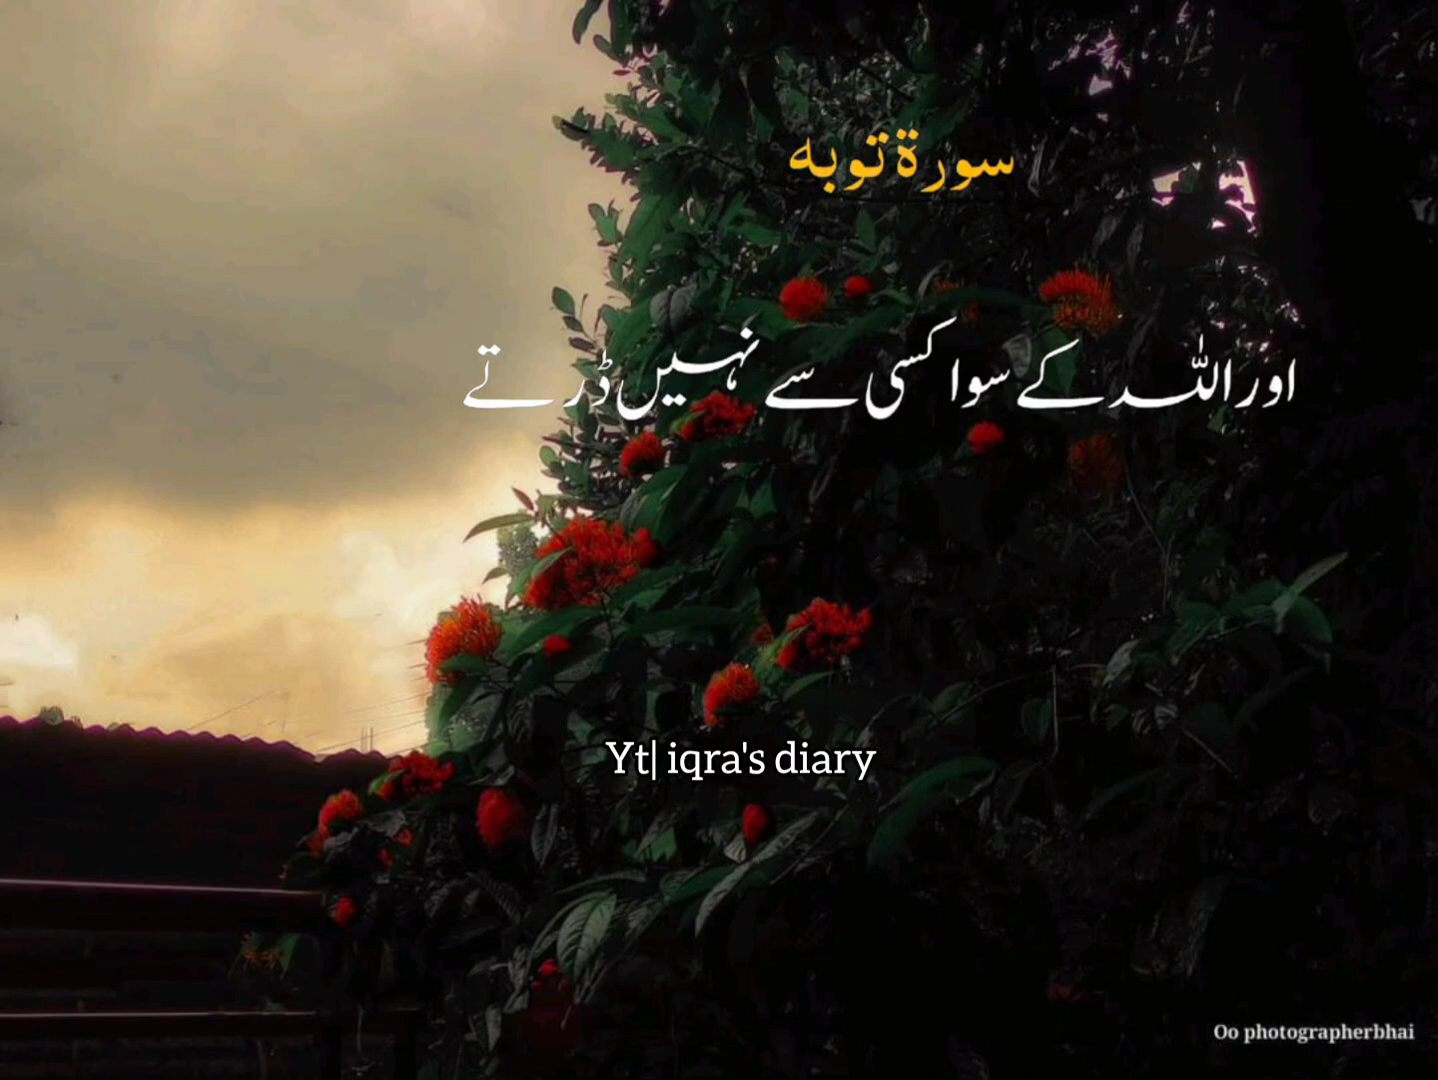 سورۃ توبہ
اور اللہ کے سوا کسی سے نہیں ڈرتے
Yt| iqra's diary
Oo photographerbhai